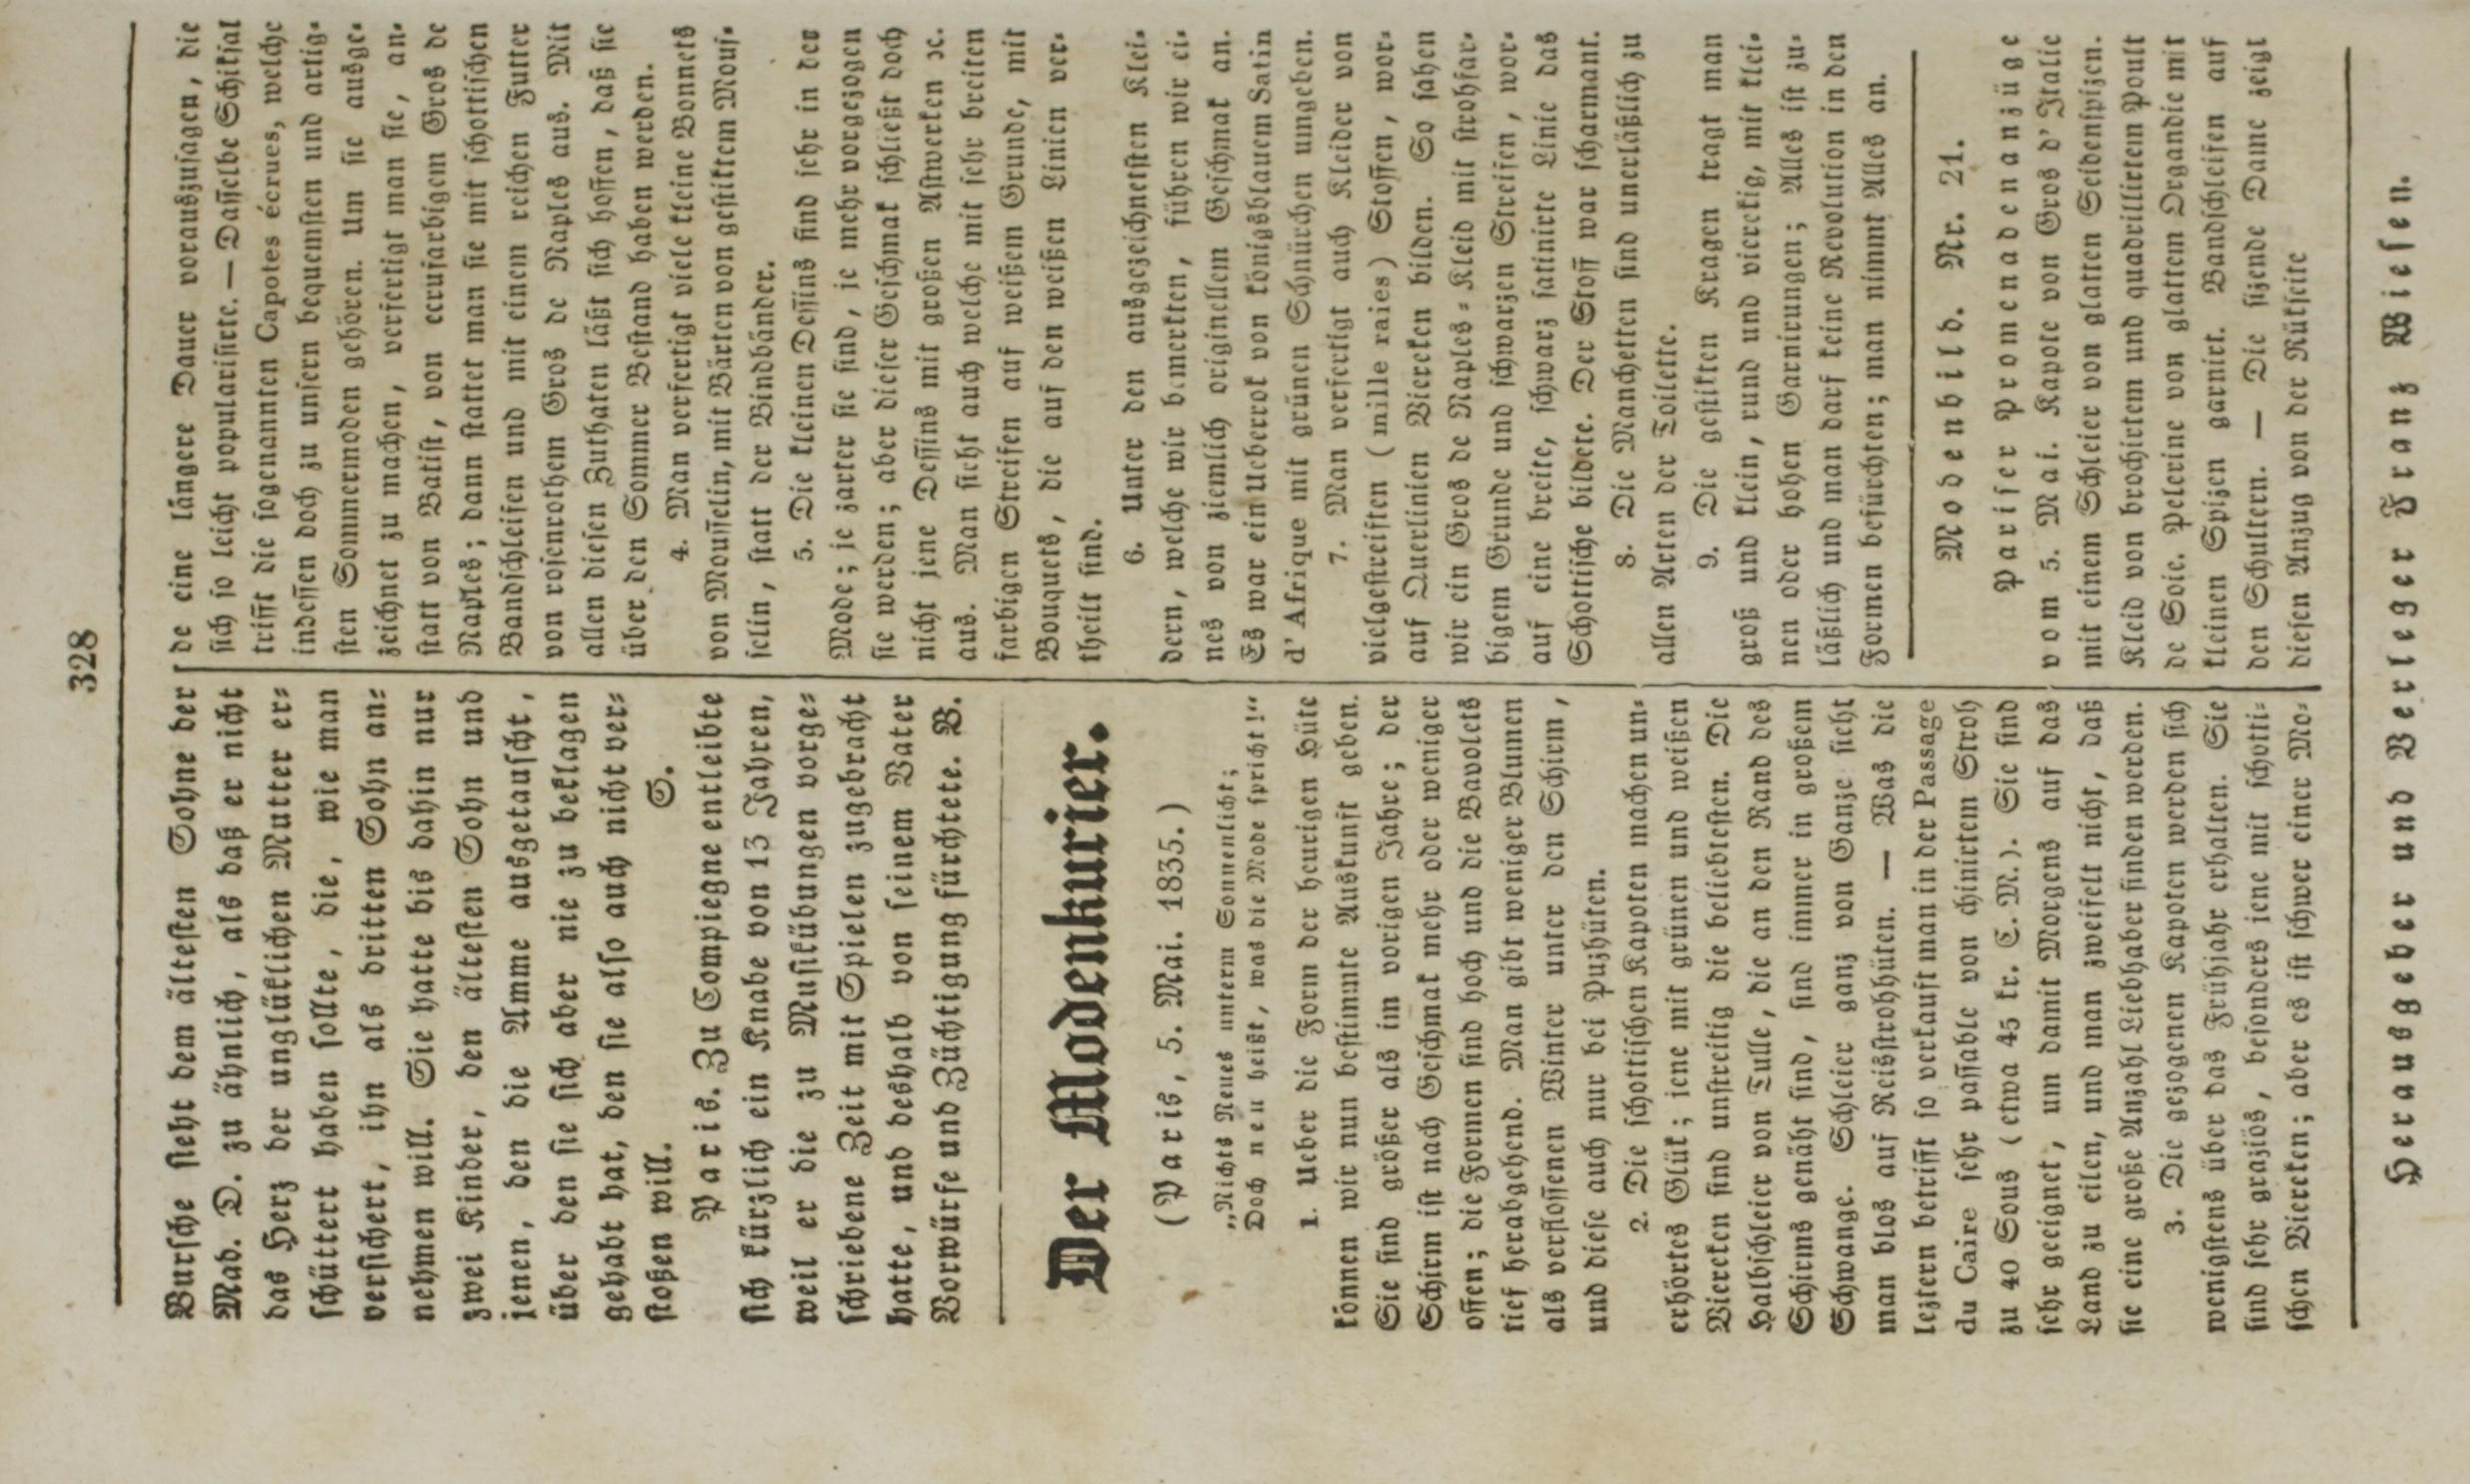 328
Bursche sieht dem ältesten Sohne der
Mad. D. zu ähnlich, als daß er nicht
das Herz der unglüklichen Mutter er-
schüttert haben sollte, die, wie man
versichert, ihn als dritten Sohn an-
nehmen will. Sie hatte bis dahin nur
zwei Kinder, den ältesten Sohn und
jenen, den die Amme ausgetauscht,
über den sie sich aber nie zu beklagen
gehabt hat, den sie also auch nicht ver-
stoßen will. S.
Paris. Zu Compiegne entleibte
sich kürzlich ein Knabe von 13 Jahren,
weil er die zu Musikübungen vorge-
schriebene Zeit mit Spielen zugebracht
hatte, und deshalb von seinem Vater
Vorwürfe und Züchtigung fürchtete. B.
Der Modenkurier.
(Paris, 5. Mai. 1835.)
„Nichts Neues unterm Sonnenlicht;
Doch neu heißt, was die Mode spricht!“
1. Ueber die Form der heurigen Hüte
können wir nun bestimmte Auskunft geben.
Sie sind größer als im vorigen Jahre; der
Schirm ist nach Geschmak mehr oder weniger
offen; die Formen sind hoch und die Bavolets
tief herabgehend. Man gibt weniger Blumen
als verflossenen Winter unter den Schirm,
und diese auch nur bei Puzhüten.
2. Die schottischen Kapoten machen un-
erhörtes Glük; jene mit grünen und weißen
Viereken sind unstreitig die beliebtesten. Die
Halbschleier von Tulle, die an den Rand des
Schirms genäht sind, sind immer in großem
Schwange. Schleier ganz von Ganze sieht
man blos auf Reisstrohhüten. — Was die
leztern betrifft so verkauft man in der Passage
du Caire sehr passable von chinirtem Stroh
zu 40 Sous (etwa 45 kr. C. M.). Sie sind
sehr geeignet, um damit Morgens auf das
Land zu eilen, und man zweifelt nicht, daß
sie eine große Anzahl Liebhaber finden werden.
3. Die gezogenen Kapoten werden sich
wenigstens über das Frühjahr erhalten. Sie
sind sehr graziös, besonders jene mit schotti-
schen Viereken; aber es ist schwer einer Mo-
de eine längere Dauer vorauszusagen, die
sich so leicht popularisirte. — Dasselbe Schiksal
trifft die sogenannten Capotes écrues, welche
indessen doch zu unsern bequemsten und artig-
sten Sommermoden gehören. Um sie ausge-
zeichnet zu machen, verfertigt man sie, an-
statt von Batist, von ecrufarbigem Gros de
Naples; dann stattet man sie mit schottischen
Bandschleifen und mit einem reichen Futter
von rosenrothem Gros de Naples aus. Mit
allen diesen Zuthaten läßt sich hoffen, daß sie
über den Sommer Bestand haben werden.
4. Man verfertigt viele kleine Bonnets
von Mousselin, mit Bärten von gestiktem Mous-
selin, statt der Bindbänder.
5. Die kleinen Dessins sind sehr in der
Mode; je zarter sie sind, je mehr vorgezogen
sie werden; aber dieser Geschmak schließt doch
nicht jene Dessins mit großen Astwerken ꝛc.
aus. Man sieht auch welche mit sehr breiten
farbigen Streifen auf weißem Grunde, mit
Bouquets, die auf den weißen Linien ver-
theilt sind.
6. Unter den ausgezeichnetsten Klei-
dern, welche wir bemerkten, führen wir ei-
nes von ziemlich originellem Geschmak an.
Es war ein Ueberrok von königsblauem Satin
d'Afrique mit grünen Schnürchen umgeben.
7. Man verfertigt auch Kleider von
vielgestreiften (mille raies) Stoffen, wor-
auf Querlinien Viereken bilden. So sahen
wir ein Gros de Naples-Kleid mit strohfar-
bigem Grunde und schwarzen Streifen, wor-
auf eine breite, schwarz satinirte Linie das
Schottische bildete. Der Stoff war scharmant.
8. Die Manchetten sind unerläßlich zu
allen Arten der Toilette.
9. Die gestikten Kragen tragt man
groß und klein, rund und vierekig, mit klei-
nen oder hohen Garnirungen; Alles ist zu-
läßlich und man darf keine Revolution in den
Formen befürchten; man nimmt Alles an.
Modenbild. Nr. 21.
Pariser Promenadenanzüge
vom 5. Mai. Kapote von Gros d'Italie
mit einem Schleier von glatten Seidenspizen.
Kleid von brochirtem und quadrillirtem Poult
de Soie. Pelerine von glattem Organdie mit
kleinen Spizen garnirt. Bandschleifen auf
den Schultern. — Die sizende Dame zeigt
diesen Anzug von der Rükseite
Herausgeber und Verleger Franz Wiesen.